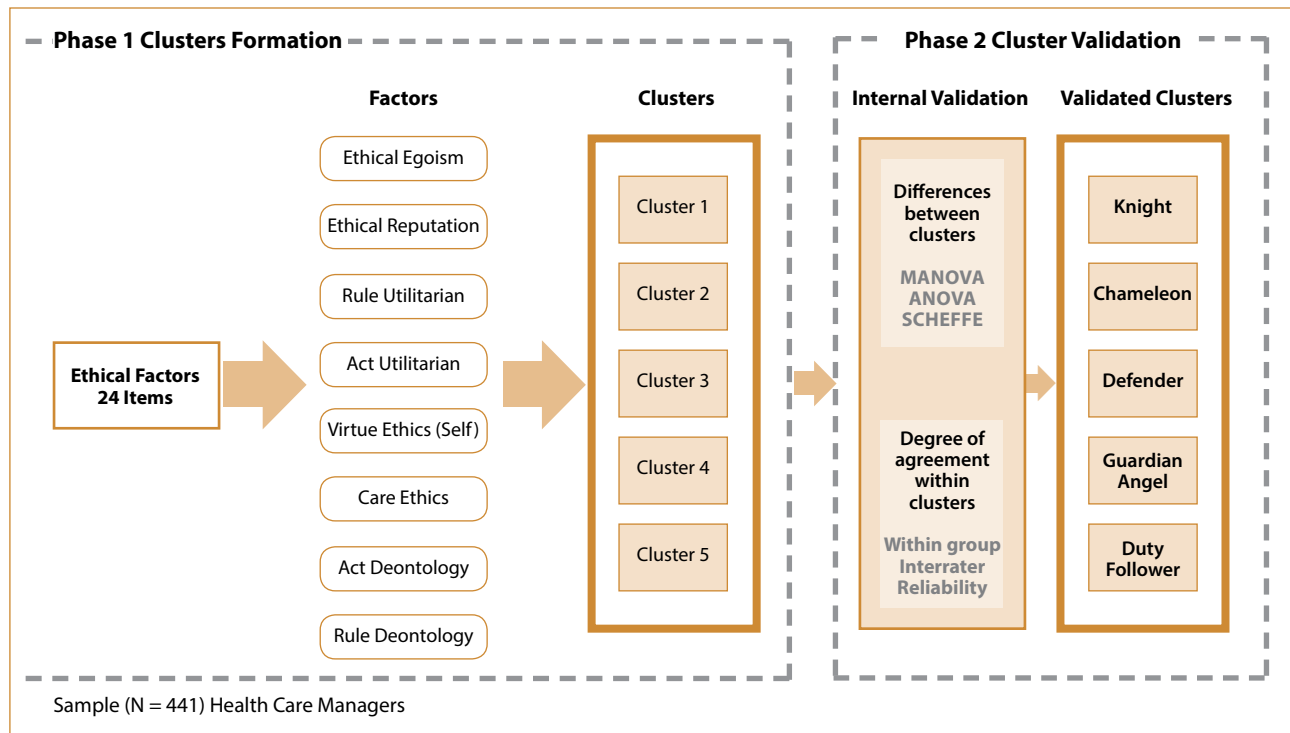 Phase 1 Clusters Formation
Factors
Clusters
Ethical Factors
24 Items
Ethical Egoism
Ethical Reputation
Rule Utilitarian
Act Utilitarian
Virtue Ethics (Self)
Care Ethics
Act Deontology
Rule Deontology
Cluster 1
Cluster 2
Cluster 3
Cluster 4
Cluster 5
Phase 2 Cluster Validation
Internal Validation
Validated Clusters
Differences
between
clusters
MANOVA
ANOVA
SCHEFFE
Degree of
agreement
within
clusters
Within group
Interrater
Reliability
Knight
Chameleon
Defender
Guardian
Angel
Duty
Follower
Sample (N = 441) Health Care Managers